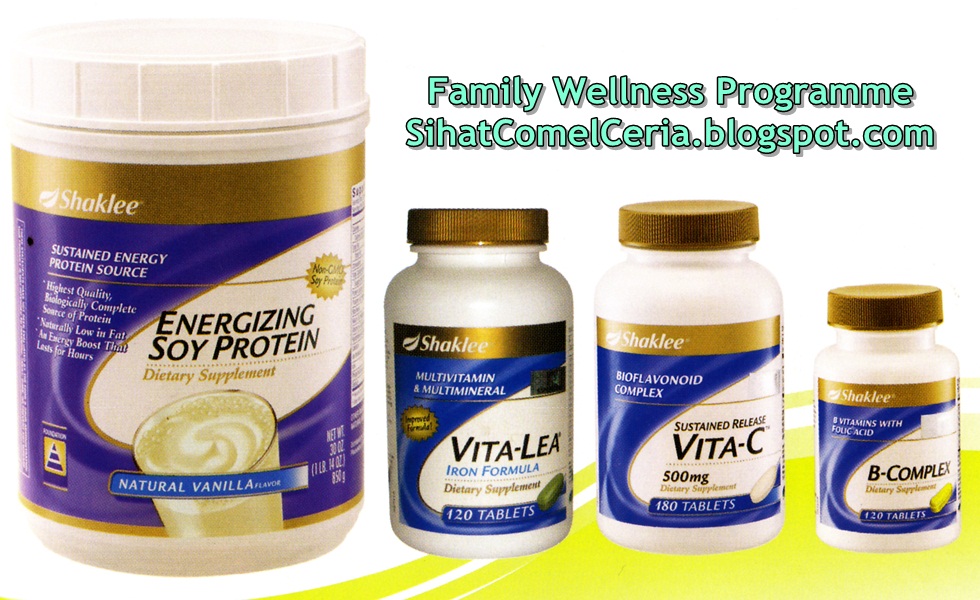 Family Wellness Programme
SihatComelCeria.blogspot.com
Shaklee
SUSTAINED ENERGY
PROTEIN SOURCE
Highest Quality,
Biologically Complete
Source of Protein
Naturally Low in Fat
An Energy Boost That
Lasts for Hours
Non-GMO
Soy Protein
ENERGIZING
SOY PROTEIN
Dietary Supplement
FOUNDATION
NET WT.
30 OZ.
(1 LB. 14 OZ.)
850 g
NATURAL VANILLA FLAVOR
Shaklee
MULTIVITAMIN
& MULTIMINERAL
Improved
Formula!
VITA-LEA®
IRON FORMULA
Dietary Supplement
120 TABLETS
Shaklee
BIOFLAVONOID
COMPLEX
SUSTAINED RELEASE
VITA-C™
500mg
Dietary Supplement
180 TABLETS
Shaklee
B VITAMINS WITH
FOLIC ACID
B-COMPLEX
Dietary Supplement
120 TABLETS